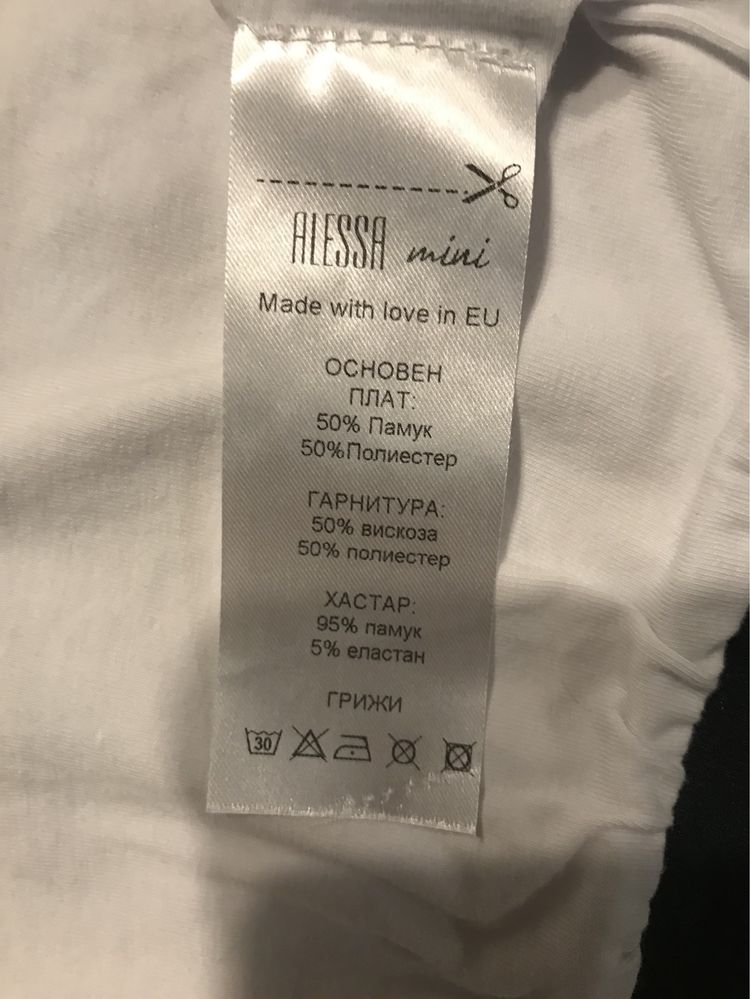 ALESSA mini
Made with love in EU
ОСНОВЕН
ПЛАТ:
50% Памук
50%Полиестер
ГАРНИТУРА:
50% вискоза
50% полиестер
ХАСТАР:
95% памук
5% еластан
ГРИЖИ
30